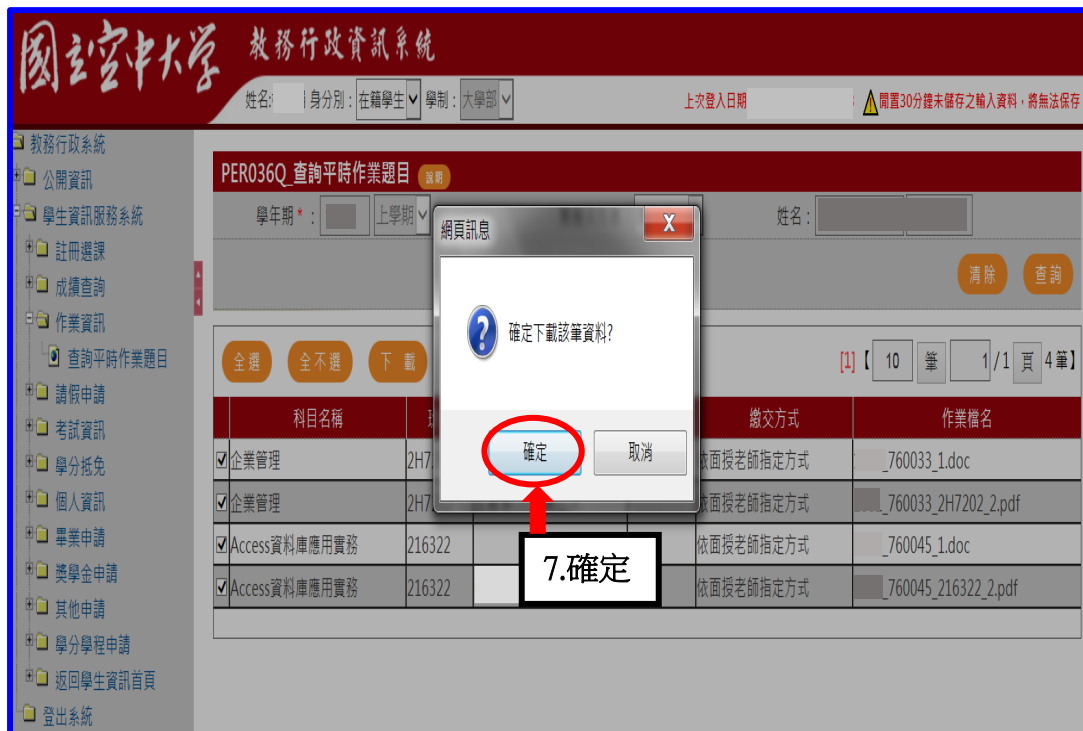 國立空中大學 教務行政資訊系統
姓名: 身分別：在籍學生 學制：大學部 上次登入日期 閒置30分鐘未儲存之輸入資料，將無法保存
教務行政系統
公開資訊
學生資訊服務系統
註冊選課
成績查詢
作業資訊
查詢平時作業題目
請假申請
考試資訊
學分抵免
個人資訊
畢業申請
獎學金申請
其他申請
學分學程申請
返回學生資訊首頁
登出系統
PER036Q_查詢平時作業題目 說明
學年期*： 上學期 姓名：
清除 查詢
網頁訊息 X
確定下載該筆資料?
確定 取消
7.確定
全選 全不選 下載 [1]【 10 筆 1 / 1 頁 4筆】
科目名稱 繳交方式 作業檔名
企業管理 2H7 依面授老師指定方式 _760033_1.doc
企業管理 2H7 依面授老師指定方式 _760033_2H7202_2.pdf
Access資料庫應用實務 216322 依面授老師指定方式 _760045_1.doc
Access資料庫應用實務 216322 依面授老師指定方式 _760045_216322_2.pdf